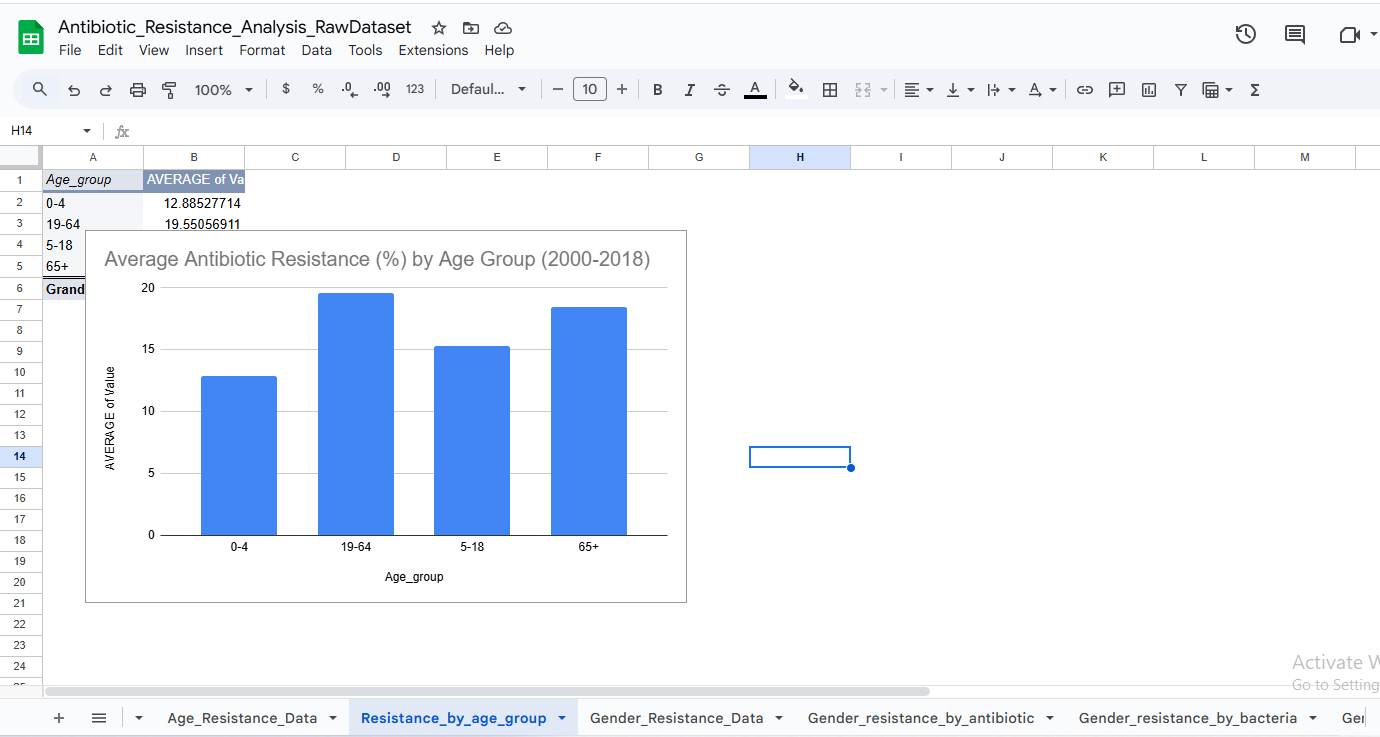 Antibiotic_Resistance_Analysis_RawDataset
File Edit View Insert Format Data Tools Extensions Help
100% $ % .0 .00 123 Defaul... − 10 + B I S A A Σ
H14 fx
A B C D E F G H I J K L M
1 Age_group AVERAGE of Va
2 0-4 12.88527714
3 19-64 19.55056911
4 5-18
5 65+
6 Grand
7
8
9
10
11
12
13
14
15
16
17
18
19
20
21
22
23
24
Average Antibiotic Resistance (%) by Age Group (2000-2018)
AVERAGE of Value
20
15
10
5
0
0-4 19-64 5-18 65+
Age_group
Activate W
Go to Setting
+ Age_Resistance_Data Resistance_by_age_group Gender_Resistance_Data Gender_resistance_by_antibiotic Gender_resistance_by_bacteria Ger